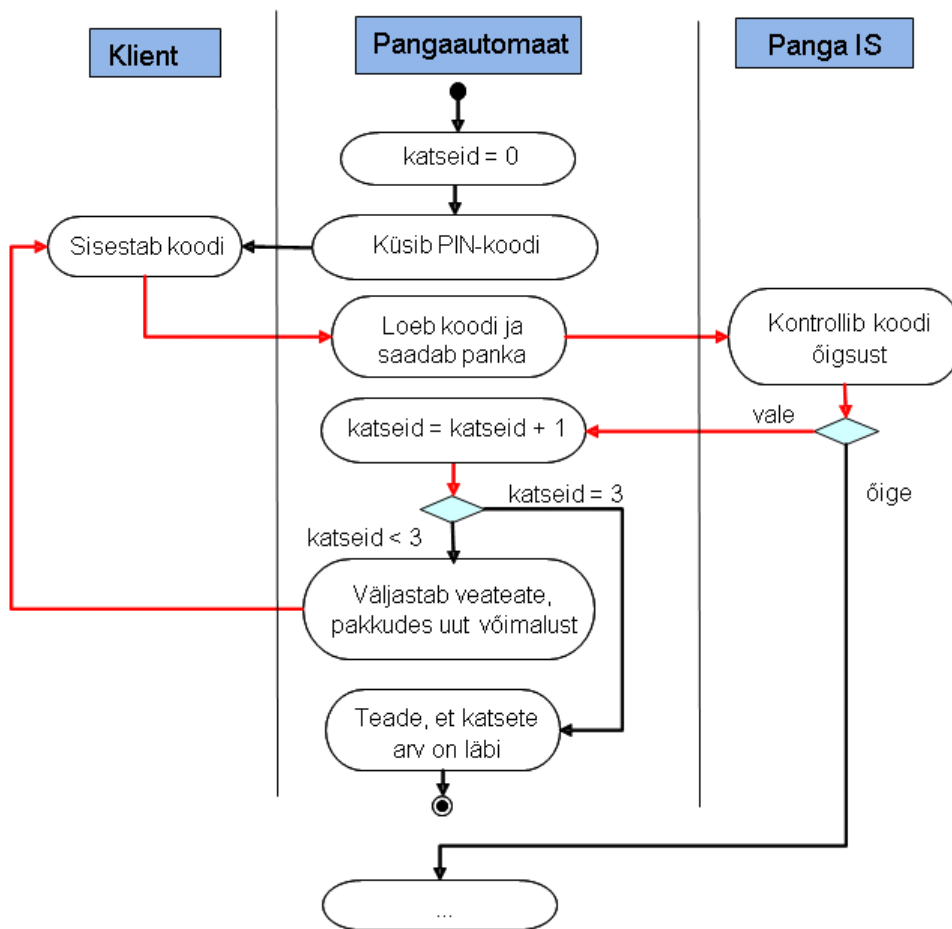 Klient
Pangaautomaat
Panga IS
katseid = 0
Küsib PIN-koodi
Sisestab koodi
Loeb koodi ja
saadab panka
Kontrollib koodi
õigsust
vale
katseid = katseid + 1
õige
katseid = 3
katseid < 3
Väljastab veateate,
pakkudes uut võimalust
Teade, et katsete
arv on läbi
...